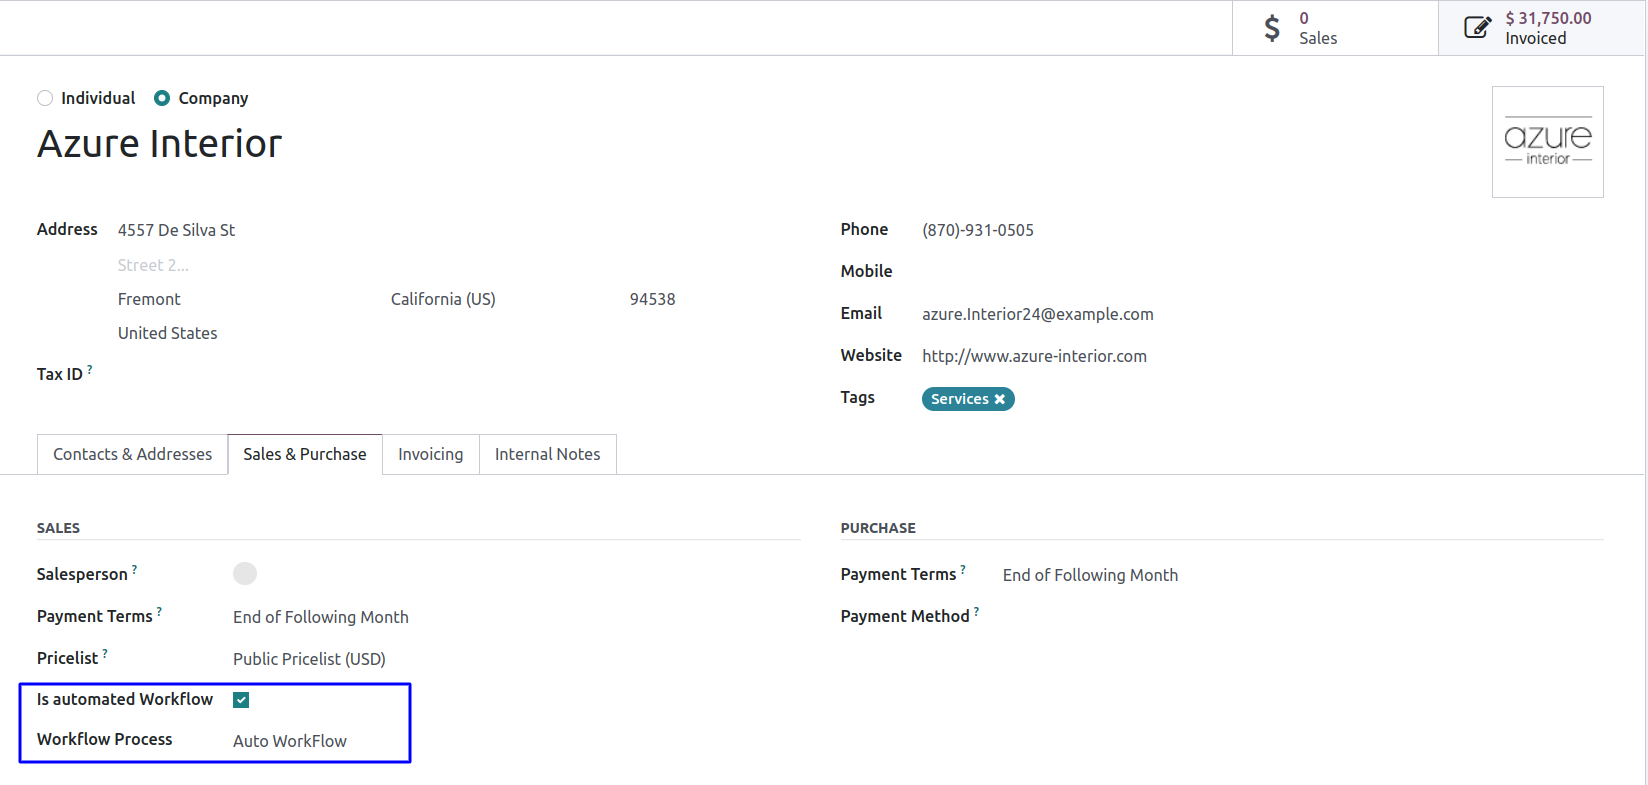 0
Sales
$ 31,750.00
Invoiced
Individual Company
Azure Interior
azure
interior
Address 4557 De Silva St
Street 2...
Fremont California (US) 94538
United States
Tax ID ?
Phone (870)-931-0505
Mobile
Email azure.Interior24@example.com
Website http://www.azure-interior.com
Tags Services
Contacts & Addresses Sales & Purchase Invoicing Internal Notes
SALES
Salesperson ?
Payment Terms ? End of Following Month
Pricelist ? Public Pricelist (USD)
Is automated Workflow
Workflow Process Auto WorkFlow
PURCHASE
Payment Terms ? End of Following Month
Payment Method ?